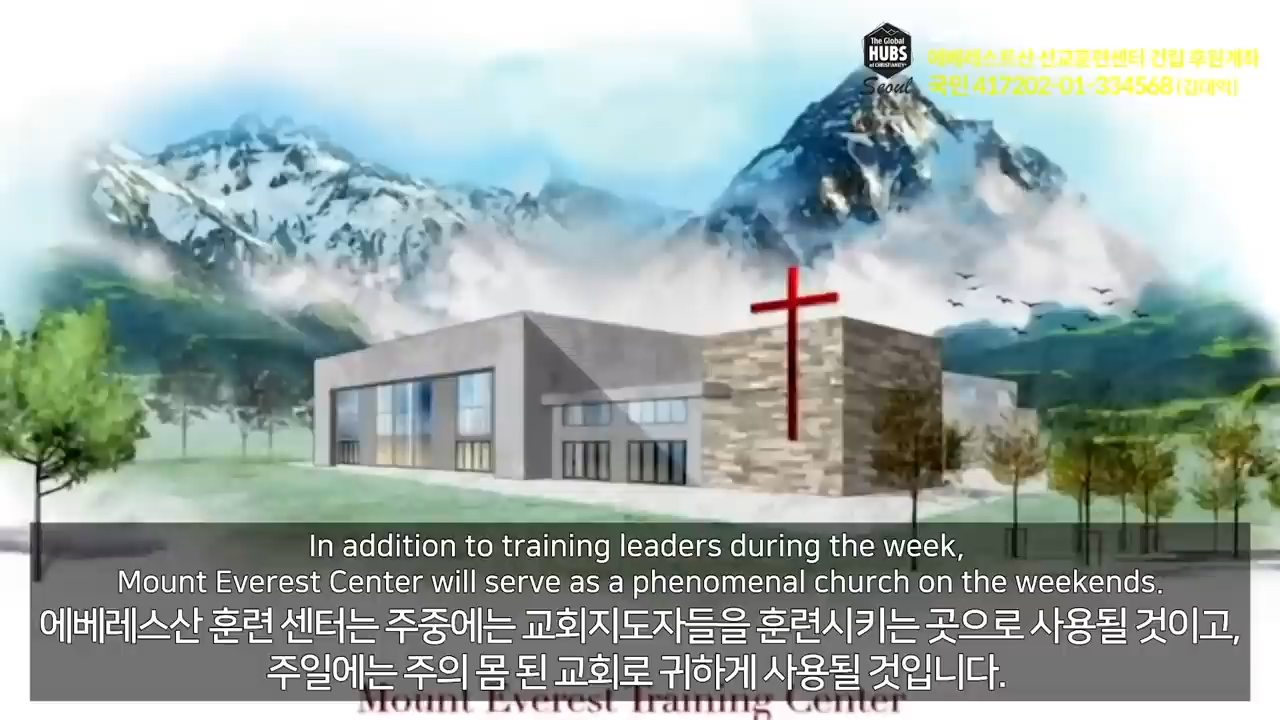 The Global
HUBS
of CHRISTIANITY
Seoul
에베레스트산 선교훈련센터 건립 후원계좌
국민 417202-01-334568 (김대혁)
In addition to training leaders during the week,
Mount Everest Center will serve as a phenomenal church on the weekends.
에베레스산 훈련 센터는 주중에는 교회지도자들을 훈련시키는 곳으로 사용될 것이고,
주일에는 주의 몸 된 교회로 귀하게 사용될 것입니다.
Mount Everest Training Center